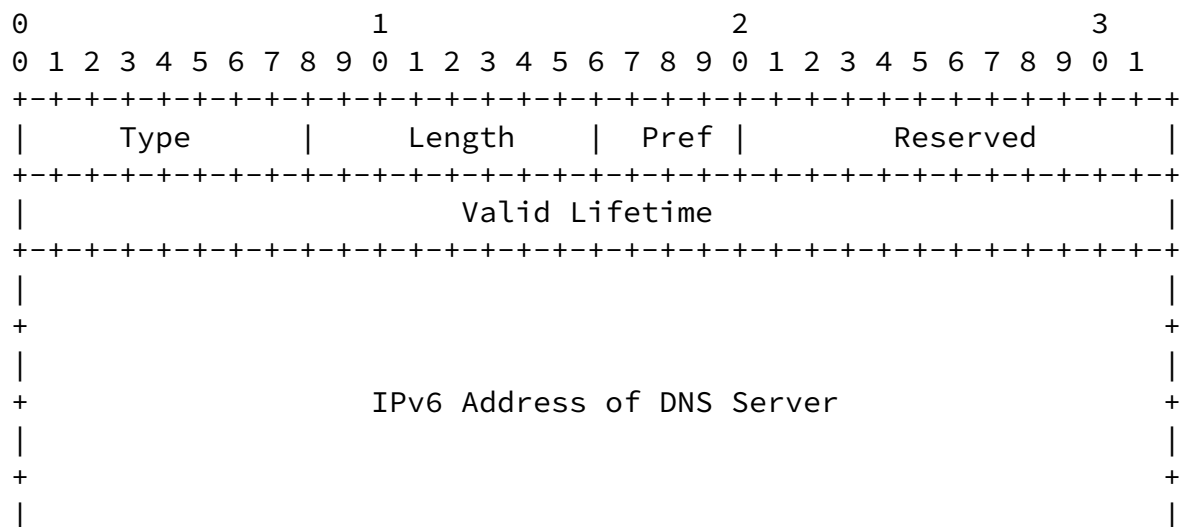 0                   1                   2                   3
0 1 2 3 4 5 6 7 8 9 0 1 2 3 4 5 6 7 8 9 0 1 2 3 4 5 6 7 8 9 0 1
+-+-+-+-+-+-+-+-+-+-+-+-+-+-+-+-+-+-+-+-+-+-+-+-+-+-+-+-+-+-+-+-+
|     Type      |     Length    |  Pref |        Reserved       |
+-+-+-+-+-+-+-+-+-+-+-+-+-+-+-+-+-+-+-+-+-+-+-+-+-+-+-+-+-+-+-+-+
|                        Valid Lifetime                         |
+-+-+-+-+-+-+-+-+-+-+-+-+-+-+-+-+-+-+-+-+-+-+-+-+-+-+-+-+-+-+-+-+
|                                                               |
+                                                               +
|                                                               |
+                   IPv6 Address of DNS Server                  +
|                                                               |
+                                                               +
|                                                               |